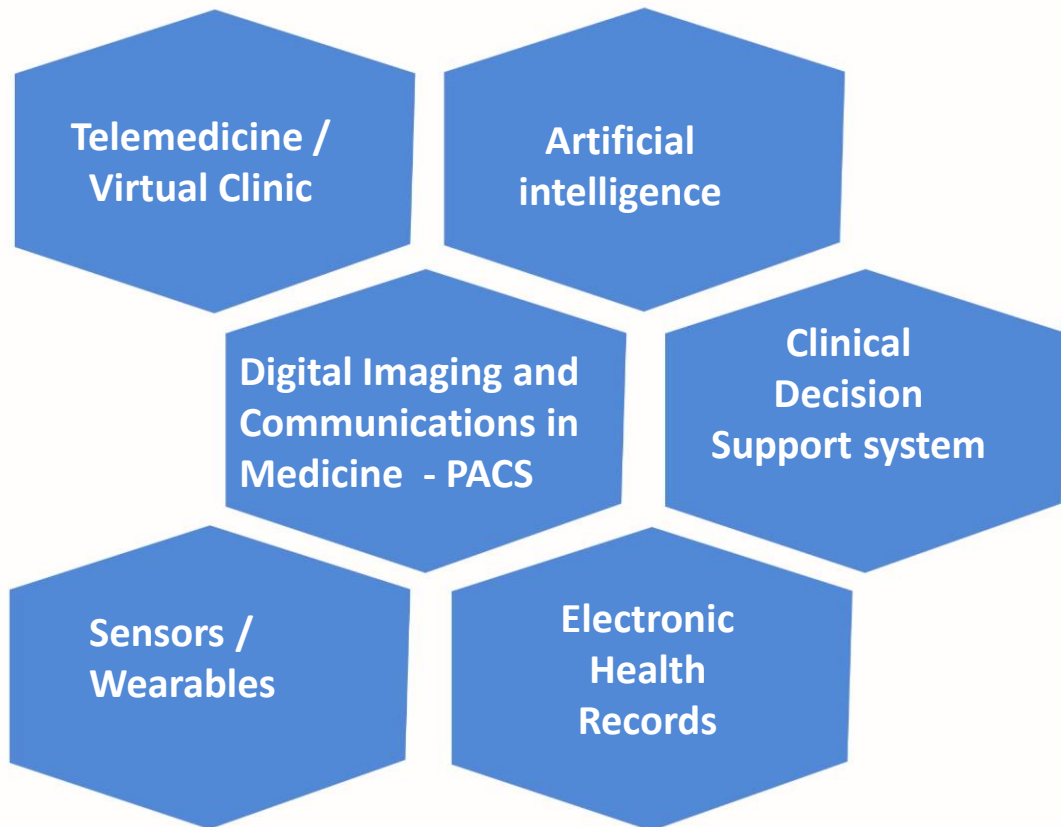 Telemedicine /
Virtual Clinic
Artificial
intelligence
Digital Imaging and
Communications in
Medicine - PACS
Clinical
Decision
Support system
Sensors /
Wearables
Electronic
Health
Records